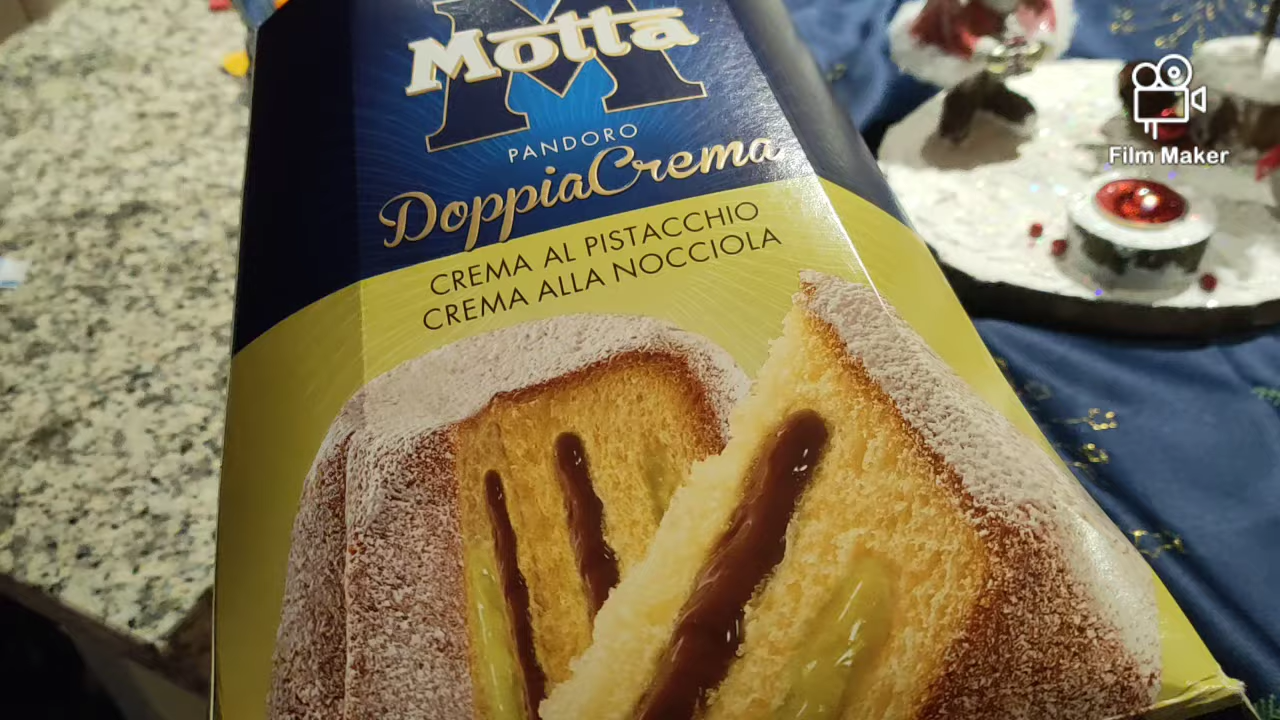 Motta
PANDORO
DoppiaCrema
CREMA AL PISTACCHIO
CREMA ALLA NOCCIOLA
Film Maker